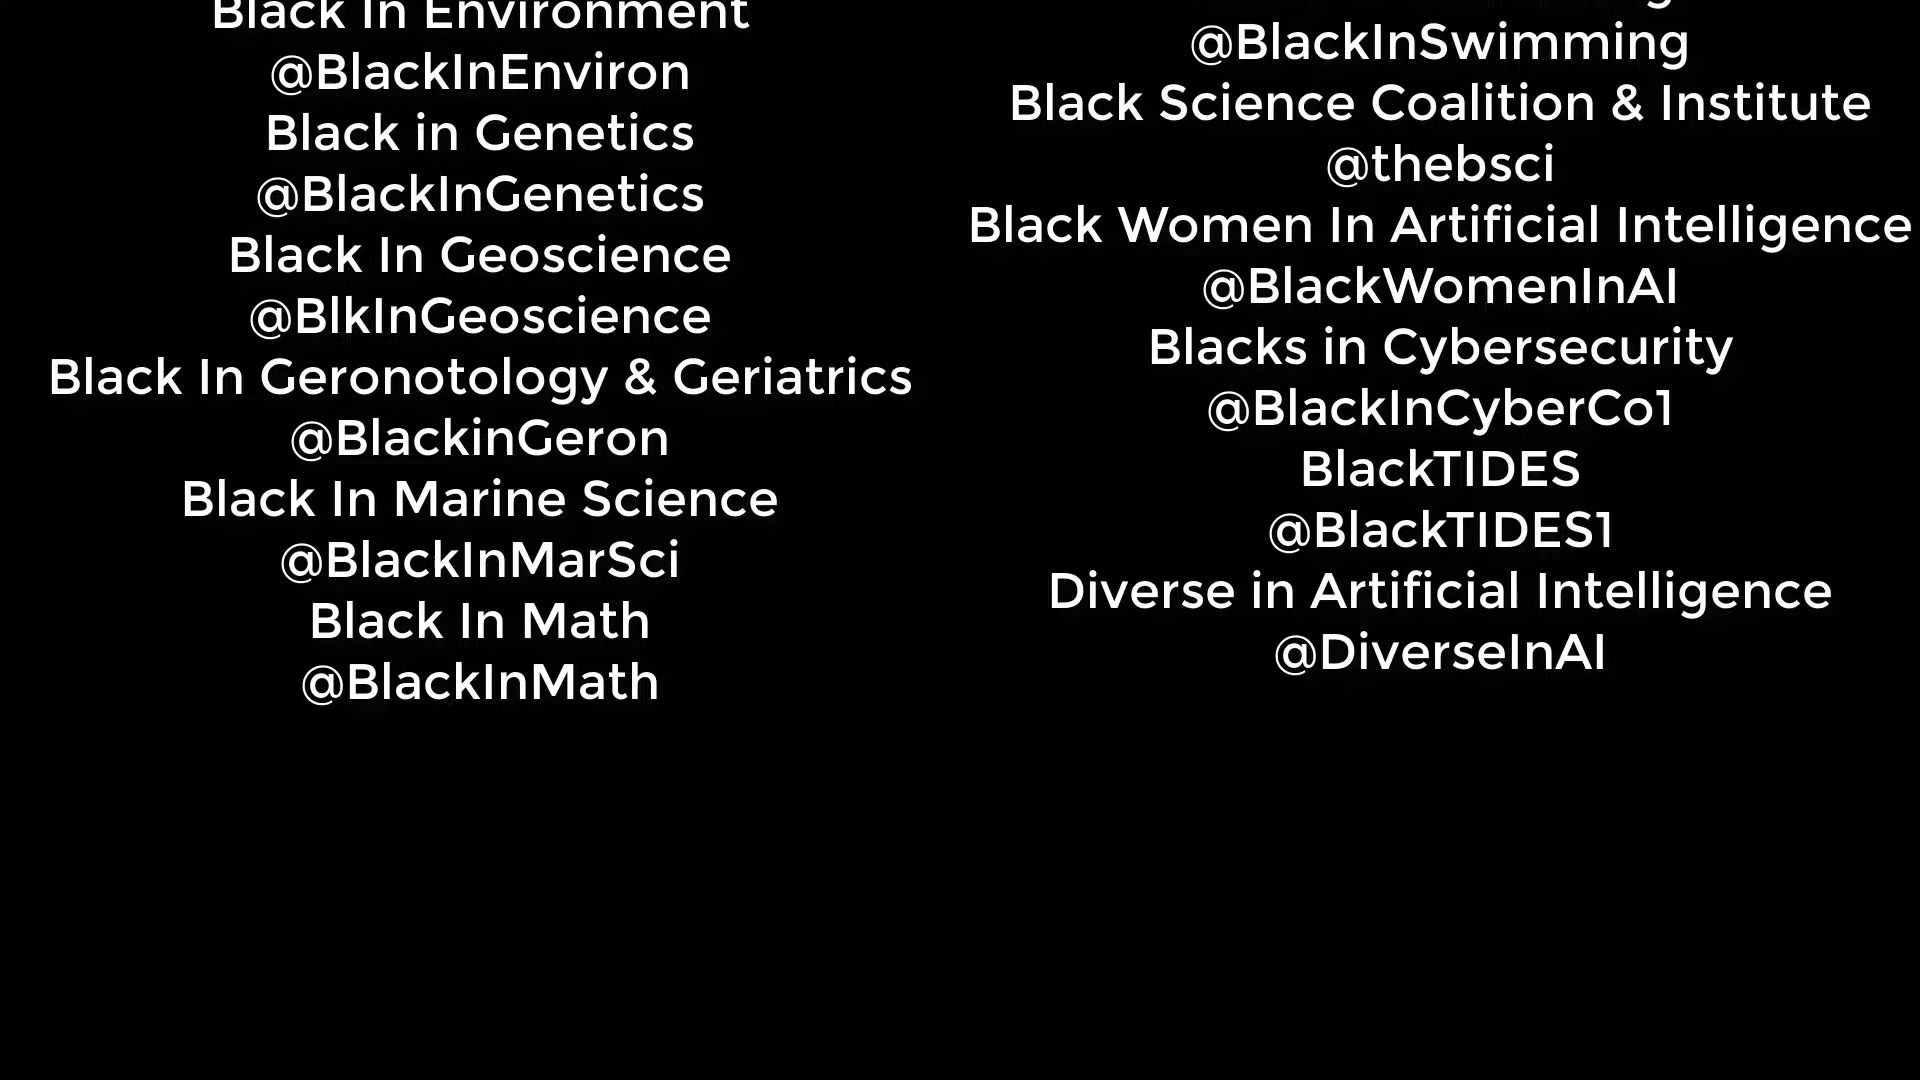 Black In Environment
@BlackInEnviron
Black in Genetics
@BlackInGenetics
Black In Geoscience
@BlkInGeoscience
Black In Geronotology & Geriatrics
@BlackinGeron
Black In Marine Science
@BlackInMarSci
Black In Math
@BlackInMath
@BlackInSwimming
Black Science Coalition & Institute
@thebsci
Black Women In Artificial Intelligence
@BlackWomenInAI
Blacks in Cybersecurity
@BlackInCyberCo1
BlackTIDES
@BlackTIDES1
Diverse in Artificial Intelligence
@DiverseInAI